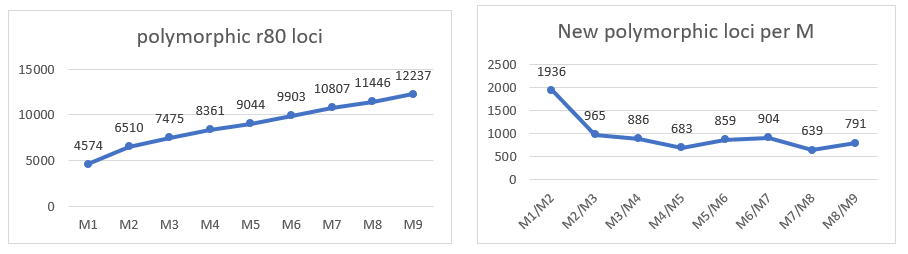 polymorphic r80 loci
15000
10000
5000
0
4574
6510
7475
8361
9044
9903
10807
11446
12237
M1 M2 M3 M4 M5 M6 M7 M8 M9
New polymorphic loci per M
2500
2000
1500
1000
500
0
1936
965
886
683
859
904
639
791
M1/M2
M2/M3
M3/M4
M4/M5
M5/M6
M6/M7
M7/M8
M8/M9